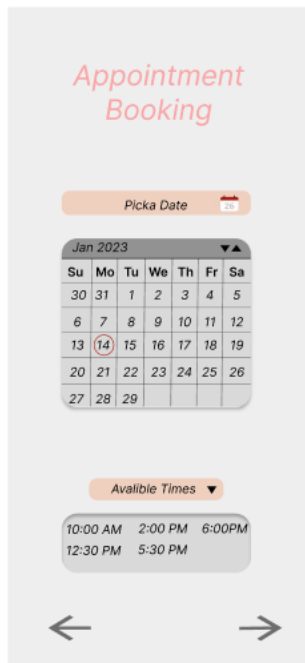 Appointment
Booking
Picka Date
26
Jan 2023 ▼▲
Su Mo Tu We Th Fr Sa
30 31 1 2 3 4 5
6 7 8 9 10 11 12
13 14 15 16 17 18 19
20 21 22 23 24 25 26
27 28 29
Avalible Times ▼
10:00 AM 2:00 PM 6:00PM
12:30 PM 5:30 PM